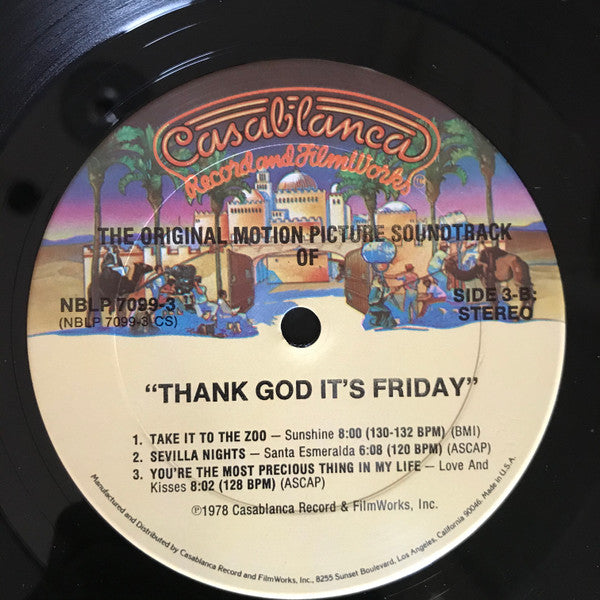 Casablanca
Record and FilmWorks
THE ORIGINAL MOTION PICTURE SOUNDTRACK
OF
NBLP 7099-3
(NBLP 7099-3 CS)
SIDE 3-B
STEREO
"THANK GOD IT'S FRIDAY"
1. TAKE IT TO THE ZOO — Sunshine 8:00 (130-132 BPM) (BMI)
2. SEVILLA NIGHTS — Santa Esmeralda 6:08 (120 BPM) (ASCAP)
3. YOU'RE THE MOST PRECIOUS THING IN MY LIFE — Love And
Kisses 8:02 (128 BPM) (ASCAP)
℗1978 Casablanca Record & FilmWorks, Inc.
Manufactured and Distributed by Casablanca Record and FilmWorks, Inc., 8255 Sunset Boulevard, Los Angeles, California 90046. Made in U.S.A.